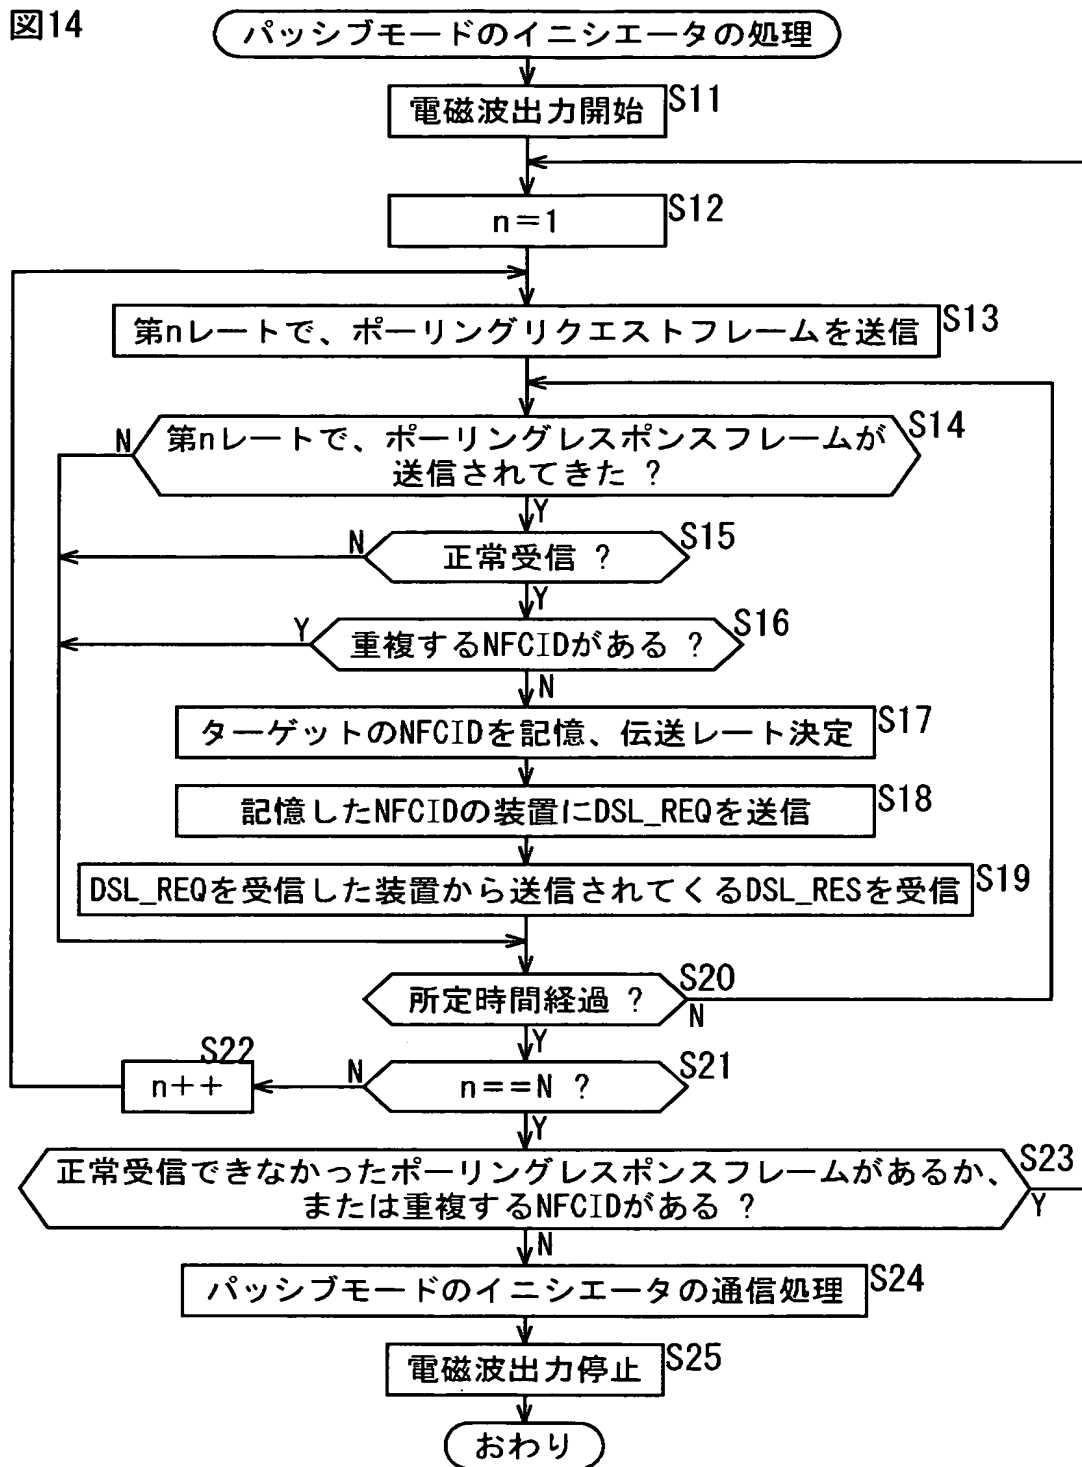 図14
パッシブモードのイニシエータの処理
電磁波出力開始 S11
n=1 S12
第nレートで、ポーリングリクエストフレームを送信 S13
第nレートで、ポーリングレスポンスフレームが
送信されてきた ? S14
N
Y
正常受信 ? S15
N
Y
重複するNFCIDがある ? S16
Y
N
ターゲットのNFCIDを記憶、伝送レート決定 S17
記憶したNFCIDの装置にDSL_REQを送信 S18
DSL_REQを受信した装置から送信されてくるDSL_RESを受信 S19
所定時間経過 ? S20
N
Y
n==N ? S21
N
n++ S22
Y
正常受信できなかったポーリングレスポンスフレームがあるか、
または重複するNFCIDがある ? S23
Y
N
パッシブモードのイニシエータの通信処理 S24
電磁波出力停止 S25
おわり